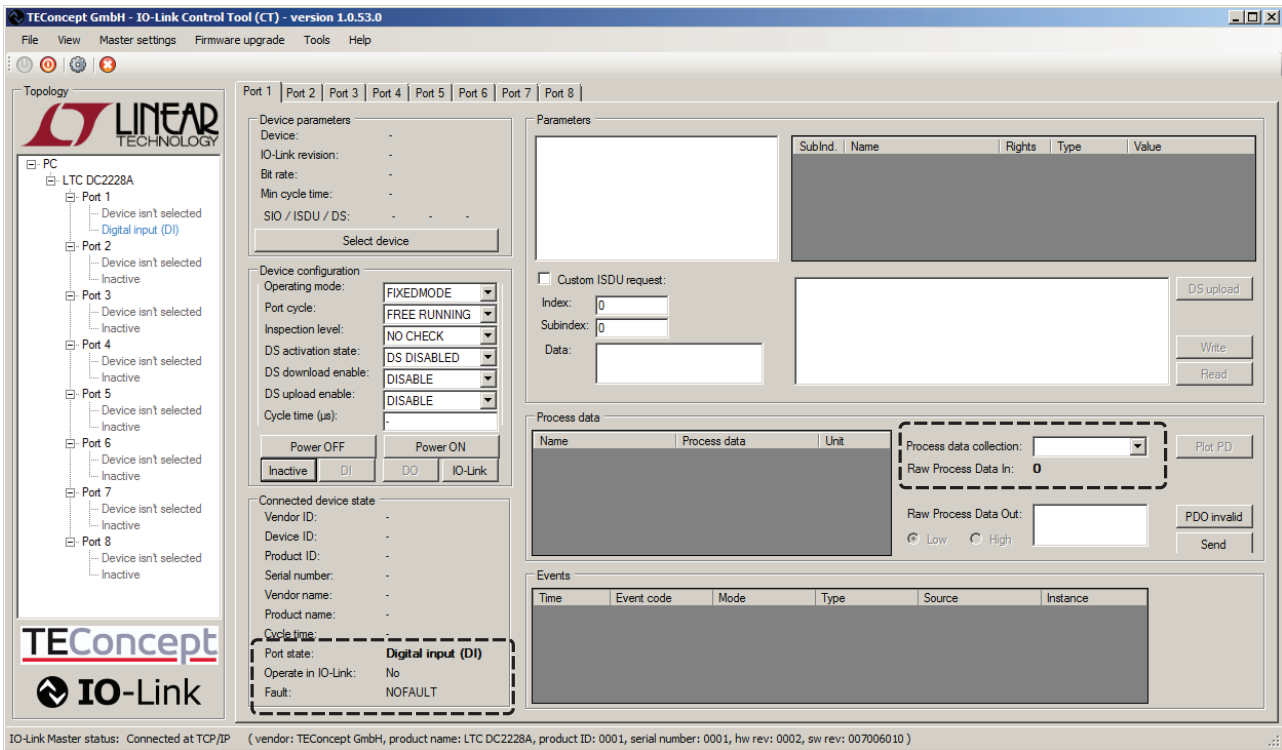 TEConcept GmbH - IO-Link Control Tool (CT) - version 1.0.53.0
File View Master settings Firmware upgrade Tools Help
Topology
LINEAR
TECHNOLOGY
PC
LTC DC2228A
Port 1
Device isn't selected
Digital input (DI)
Port 2
Device isn't selected
Inactive
Port 3
Device isn't selected
Inactive
Port 4
Device isn't selected
Inactive
Port 5
Device isn't selected
Inactive
Port 6
Device isn't selected
Inactive
Port 7
Device isn't selected
Inactive
Port 8
Device isn't selected
Inactive
TEConcept
IO-Link
Port 1 Port 2 Port 3 Port 4 Port 5 Port 6 Port 7 Port 8
Device parameters
Device: -
IO-Link revision: -
Bit rate: -
Min cycle time: -
SIO / ISDU / DS: - - -
Select device
Device configuration
Operating mode: FIXEDMODE
Port cycle: FREE RUNNING
Inspection level: NO CHECK
DS activation state: DS DISABLED
DS download enable: DISABLE
DS upload enable: DISABLE
Cycle time (µs): -
Power OFF Power ON
Inactive DI DO IO-Link
Connected device state
Vendor ID: -
Device ID: -
Product ID: -
Serial number: -
Vendor name: -
Product name: -
Cycle time: -
Port state: Digital input (DI)
Operate in IO-Link: No
Fault: NOFAULT
Parameters
SubInd. Name Rights Type Value
Custom ISDU request:
Index: 0
Subindex: 0
Data:
DS upload
Write
Read
Process data
Name Process data Unit
Process data collection:
Raw Process Data In: 0
Plot PD
Raw Process Data Out:
Low High
PDO invalid
Send
Events
Time Event code Mode Type Source Instance
IO-Link Master status: Connected at TCP/IP ( vendor: TEConcept GmbH, product name: LTC DC2228A, product ID: 0001, serial number: 0001, hw rev: 0002, sw rev: 007006010 )